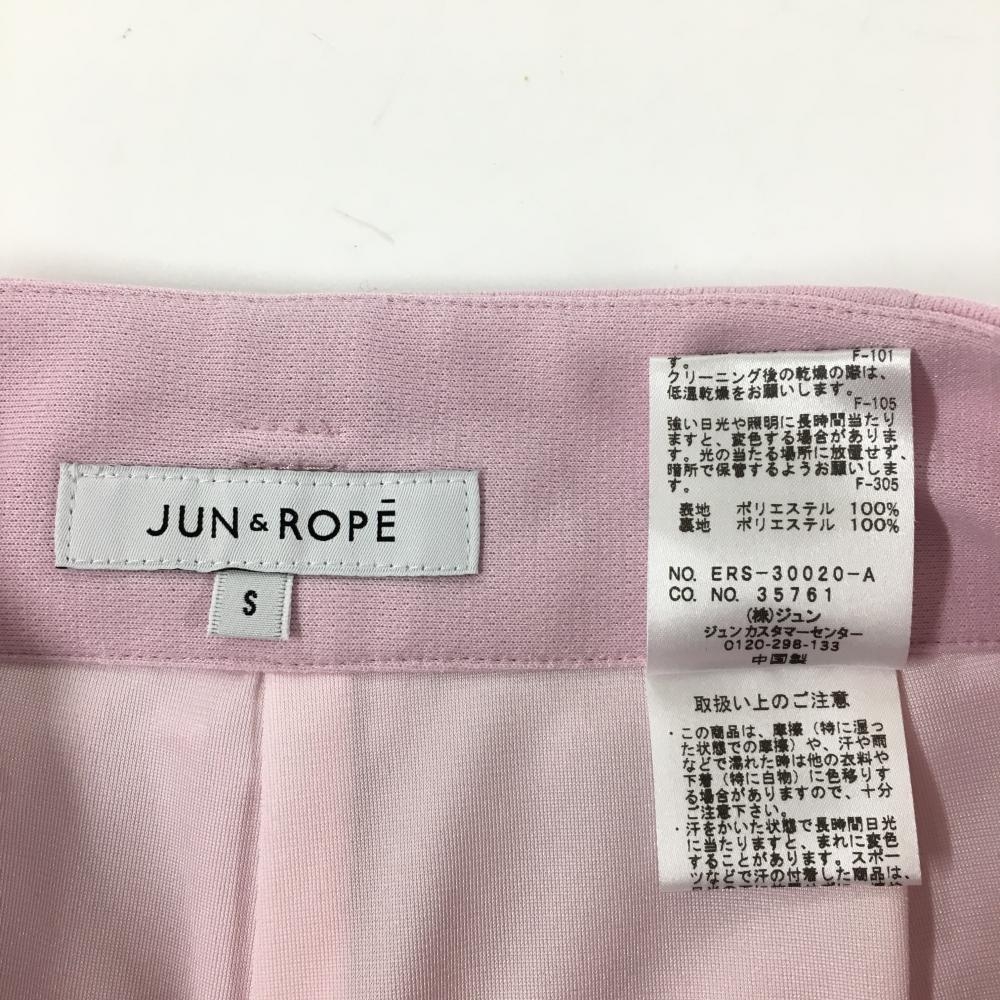 JUN & ROPĒ
S
す。 F-101
クリーニング後の乾燥の際は、
低温乾燥をお願いします。
F-105
強い日光や照明に長時間当たり
ますと、変色する場合がありま
す。光の当たる場所に放置せず、
暗所で保管するようお願いしま
す。 F-305
表地 ポリエステル 100%
裏地 ポリエステル 100%
NO. ERS-30020-A
CO. NO. 35761
(株)ジュン
ジュンカスタマーセンター
0120-298-133
中国製
取扱い上のご注意
・この商品は、摩擦（特に湿っ
た状態での摩擦）や、汗や雨
などで濡れた時は他の衣料や
下着（特に白物）に色移りす
る場合がありますので、十分
ご注意下さい。
・汗をかいた状態で長時間日光
に当たりますと、まれに変色
することがあります。スポー
ツなどで汗の付着した商品は、